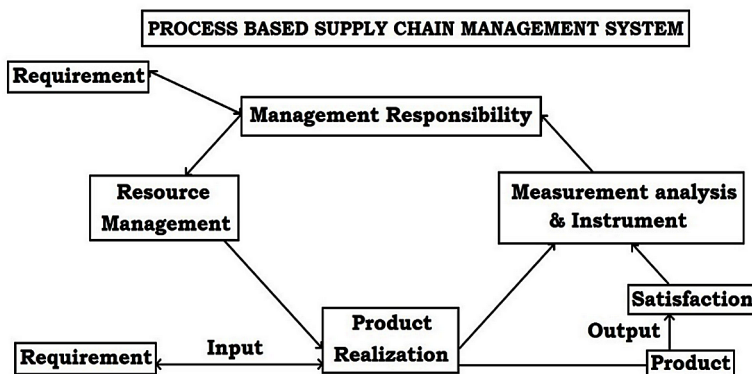 PROCESS BASED SUPPLY CHAIN MANAGEMENT SYSTEM
Requirement
Management Responsibility
Resource
Management
Measurement analysis
& Instrument
Satisfaction
Product
Realization
Output
Requirement
Input
Product